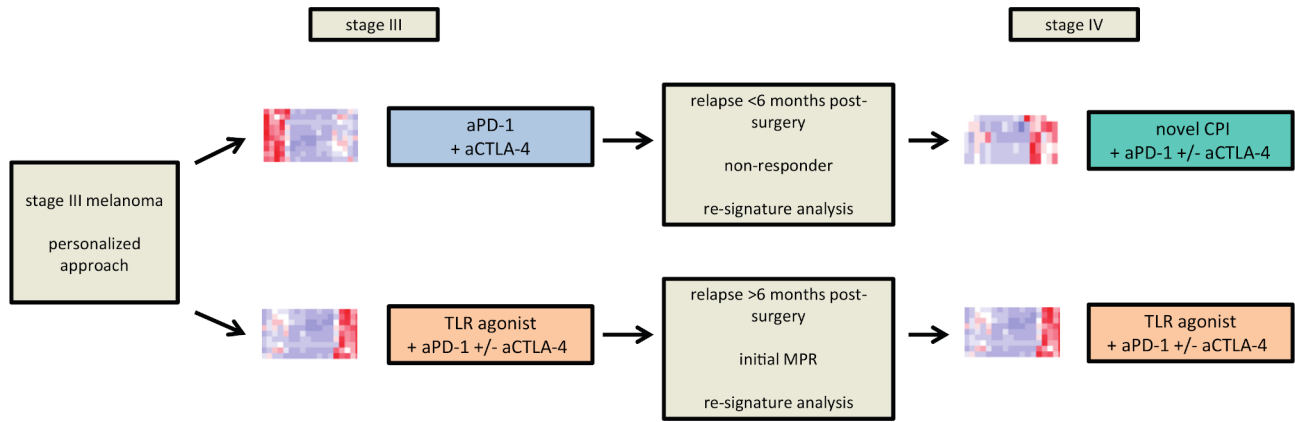 stage III
stage IV
stage III melanoma
personalized
approach
aPD-1
+ aCTLA-4
relapse <6 months post-
surgery
non-responder
re-signature analysis
novel CPI
+ aPD-1 +/- aCTLA-4
TLR agonist
+ aPD-1 +/- aCTLA-4
relapse >6 months post-
surgery
initial MPR
re-signature analysis
TLR agonist
+ aPD-1 +/- aCTLA-4